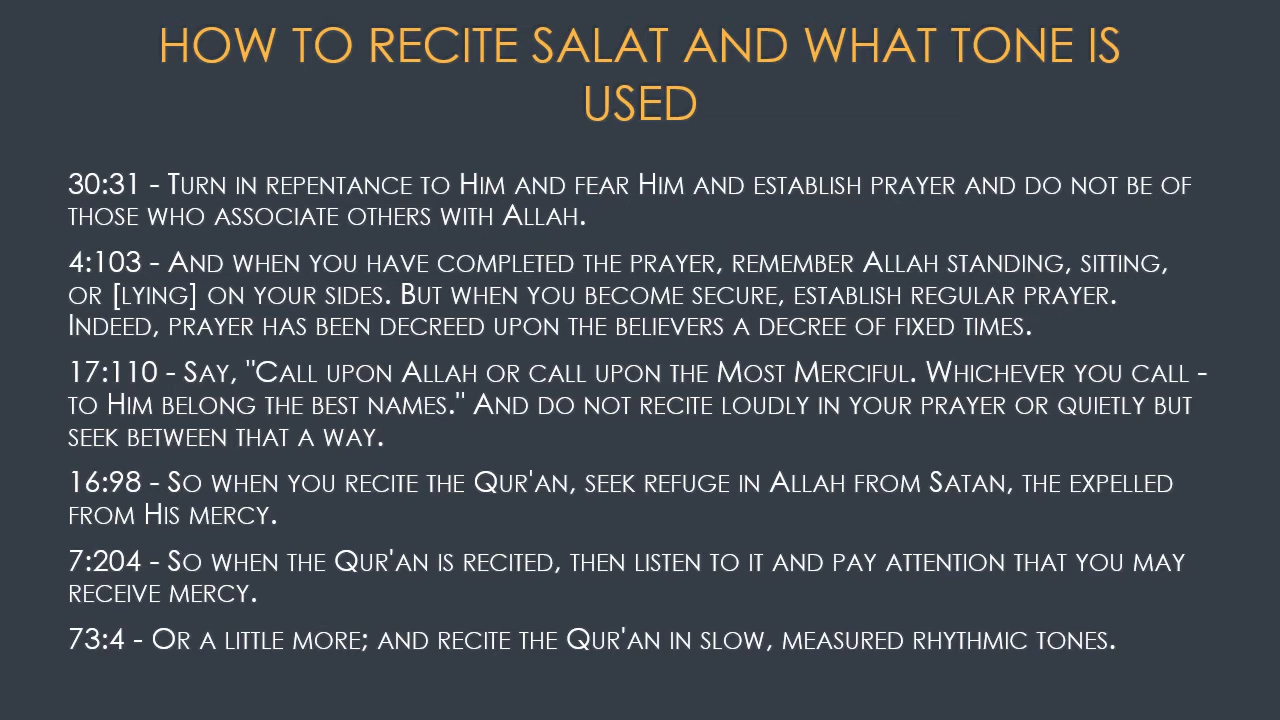 HOW TO RECITE SALAT AND WHAT TONE IS
USED
30:31 - Turn in repentance to Him and fear Him and establish prayer and do not be of
those who associate others with Allah.
4:103 - And when you have completed the prayer, remember Allah standing, sitting,
or [lying] on your sides. But when you become secure, establish regular prayer.
Indeed, prayer has been decreed upon the believers a decree of fixed times.
17:110 - Say, "Call upon Allah or call upon the Most Merciful. Whichever you call -
to Him belong the best names." And do not recite loudly in your prayer or quietly but
seek between that a way.
16:98 - So when you recite the Qur'an, seek refuge in Allah from Satan, the expelled
from His mercy.
7:204 - So when the Qur'an is recited, then listen to it and pay attention that you may
receive mercy.
73:4 - Or a little more; and recite the Qur'an in slow, measured rhythmic tones.